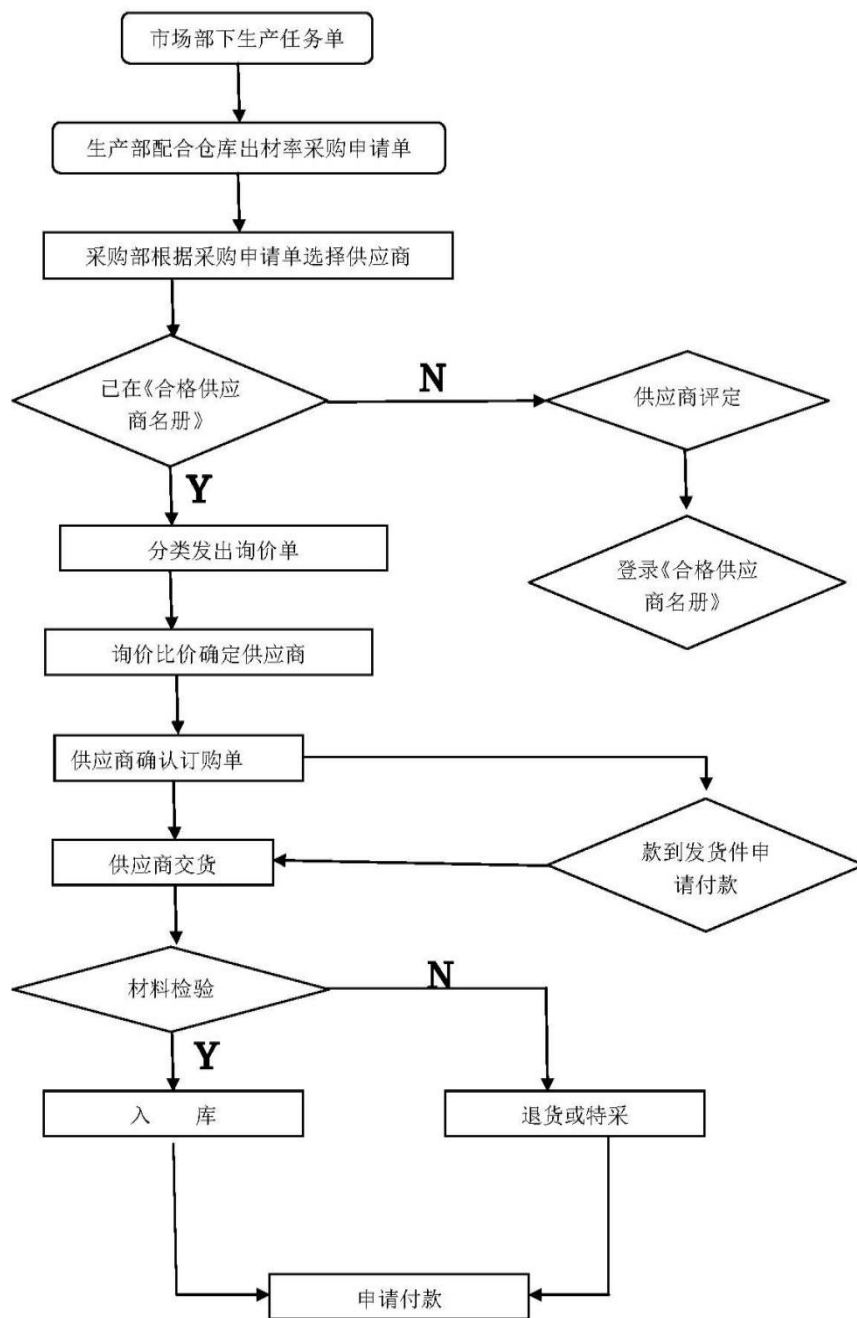 市场部下生产任务单
生产部配合仓库出材率采购申请单
采购部根据采购申请单选择供应商
已在《合格供应
商名册》
N
供应商评定
Y
分类发出询价单
登录《合格供应
商名册》
询价比价确定供应商
供应商确认订购单
供应商交货
款到发货件申
请付款
材料检验
N
Y
入 库
退货或特采
申请付款